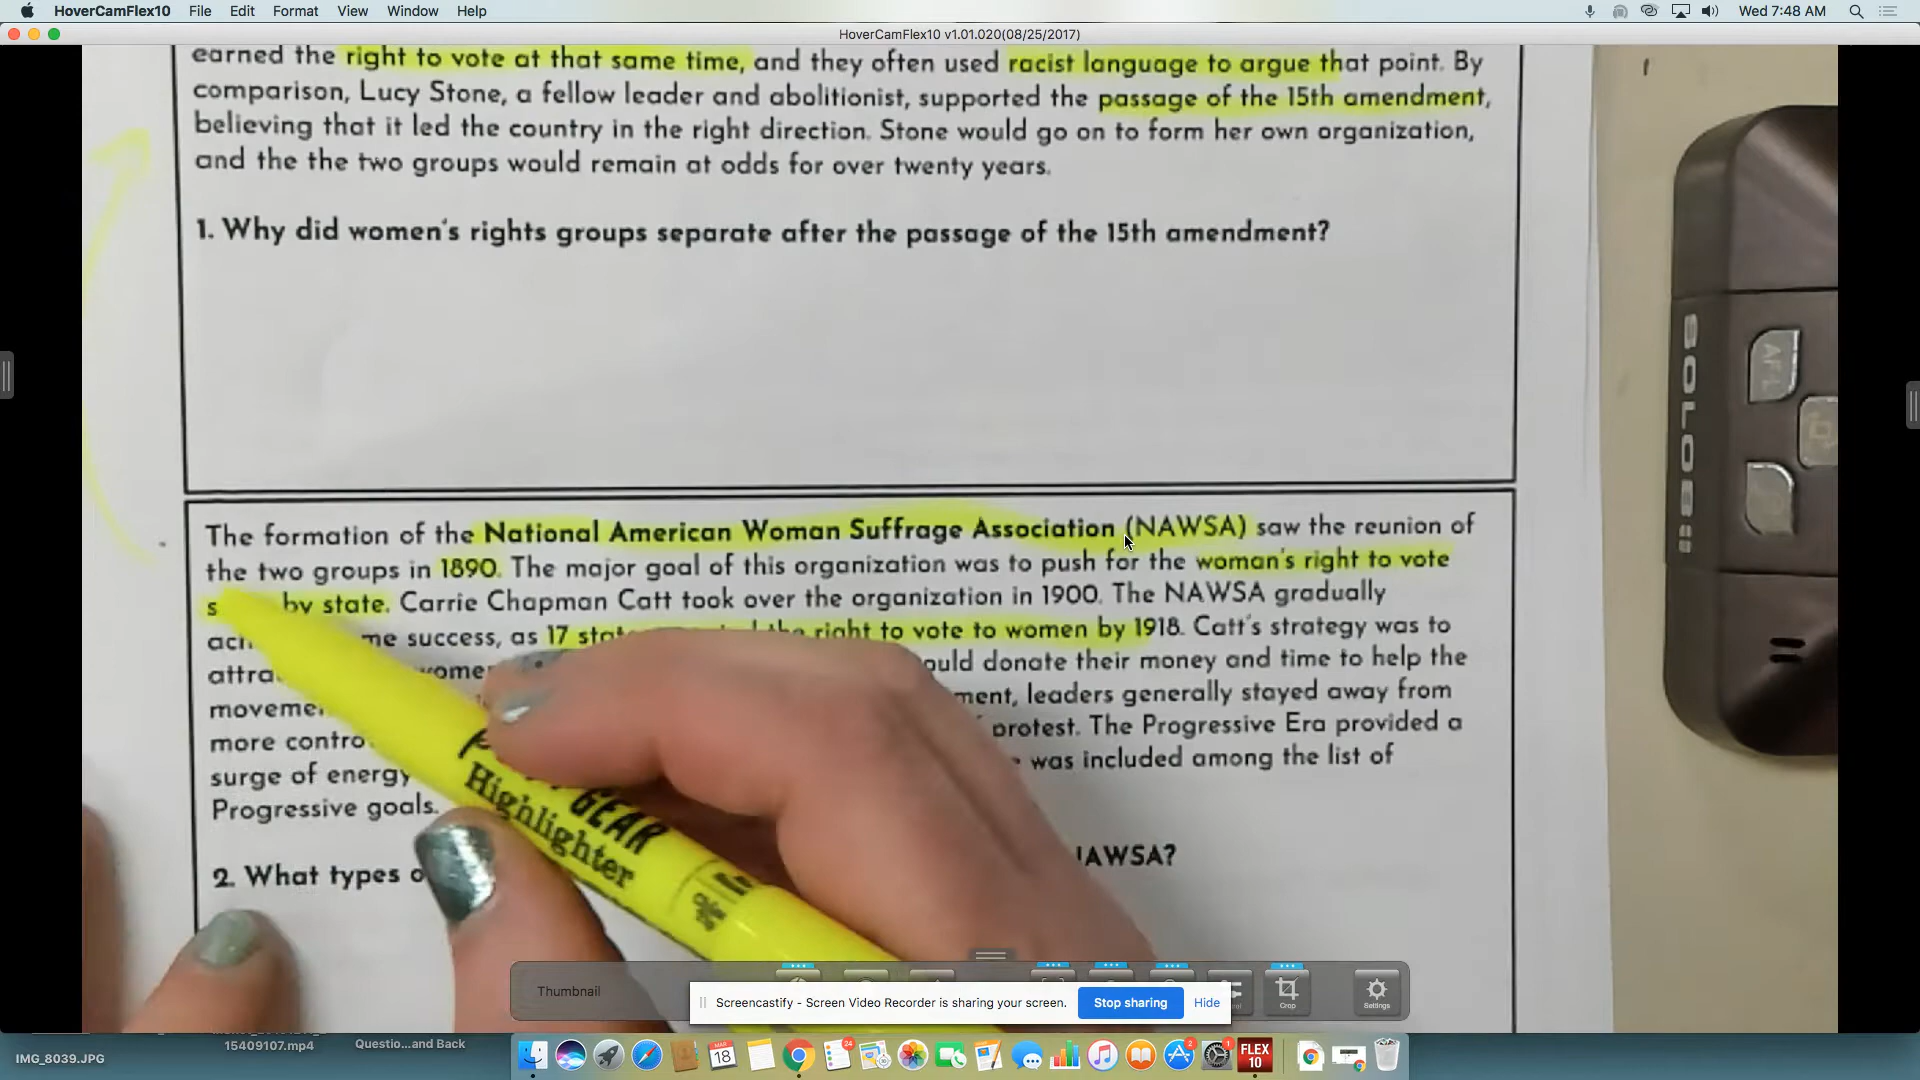 HoverCamFlex10 File Edit Format View Window Help Wed 7:48 AM
HoverCamFlex10 v1.01.020(08/25/2017)
earned the right to vote at that same time, and they often used racist language to argue that point. By
comparison, Lucy Stone, a fellow leader and abolitionist, supported the passage of the 15th amendment,
believing that it led the country in the right direction. Stone would go on to form her own organization,
and the the two groups would remain at odds for over twenty years.
1. Why did women's rights groups separate after the passage of the 15th amendment?
The formation of the National American Woman Suffrage Association (NAWSA) saw the reunion of
the two groups in 1890. The major goal of this organization was to push for the woman's right to vote
by state. Carrie Chapman Catt took over the organization in 1900. The NAWSA gradually
me success, as 17 the right to vote to women by 1918. Catt's strategy was to
ould donate their money and time to help the
ment, leaders generally stayed away from
more protest. The Progressive Era provided a
surge of energy was included among the list of
Progressive goals.
2. What types o AWSA?
SOLO8
AF-L
GEAR
Highlighter
Thumbnail
Crop
Settings
Screencastify - Screen Video Recorder is sharing your screen. Stop sharing Hide
15409107.mp4
Questio...and Back
IMG_8039.JPG
MAR
18
24
2
1
FLEX
10